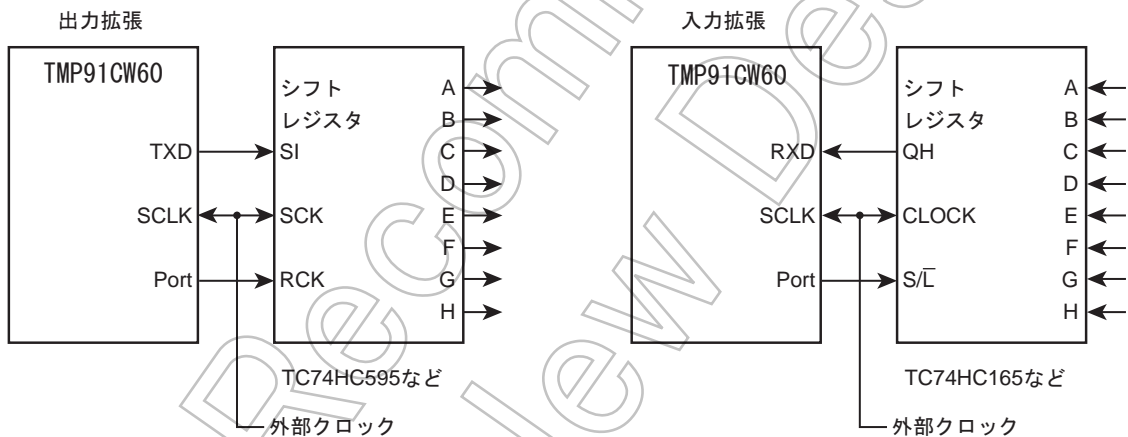 出力拡張
TMP91CW60
シフト
レジスタ
TXD
SI
SCLK
SCK
Port
RCK
A
B
C
D
E
F
G
H
TC74HC595など
外部クロック
入力拡張
TMP91CW60
シフト
レジスタ
RXD
QH
SCLK
CLOCK
Port
S/L̅
A
B
C
D
E
F
G
H
TC74HC165など
外部クロック